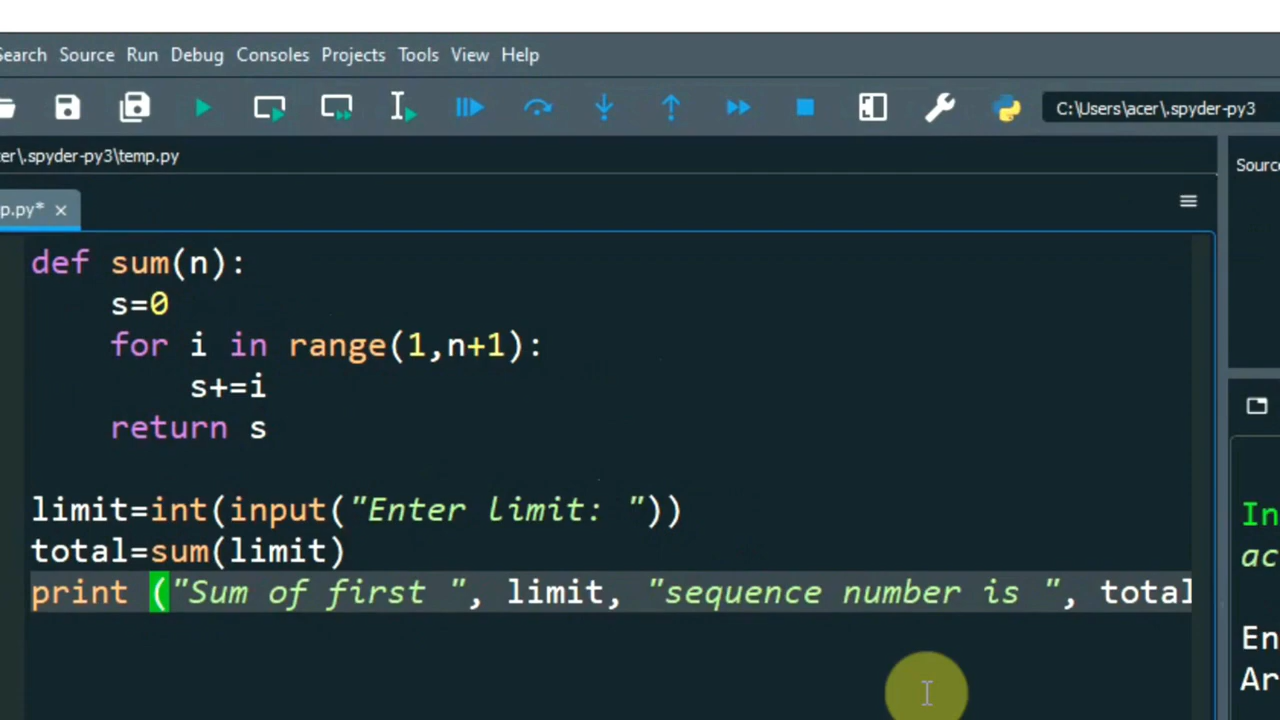 Search Source Run Debug Consoles Projects Tools View Help
C:\Users\acer\.spyder-py3
er\.spyder-py3\temp.py
Source
p.py*
def sum(n):
s=0
for i in range(1,n+1):
s+=i
return s
limit=int(input("Enter limit: "))
total=sum(limit)
print ("Sum of first ", limit, "sequence number is ", total
In
ac
En
Ar